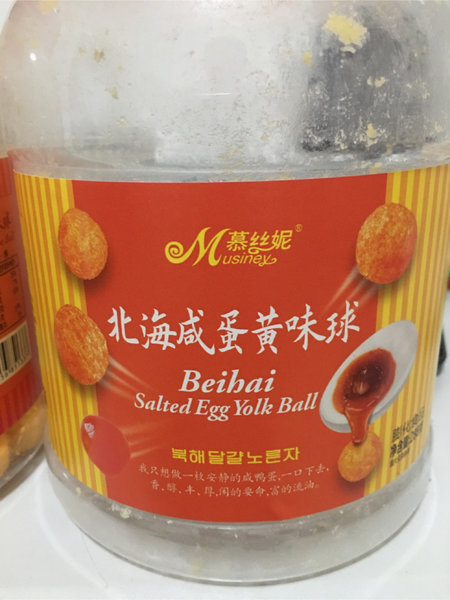 慕丝妮®
Musiney
北海咸蛋黄味球
Beihai
Salted Egg Yolk Ball
북해달걀노른자
我只想做一枚安静的咸鸭蛋,一口下去,
香、醇、丰、厚,闲的要命,富的流油。